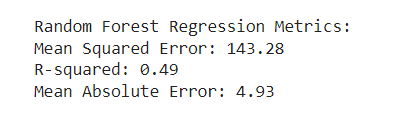 Random Forest Regression Metrics:
Mean Squared Error: 143.28
R-squared: 0.49
Mean Absolute Error: 4.93